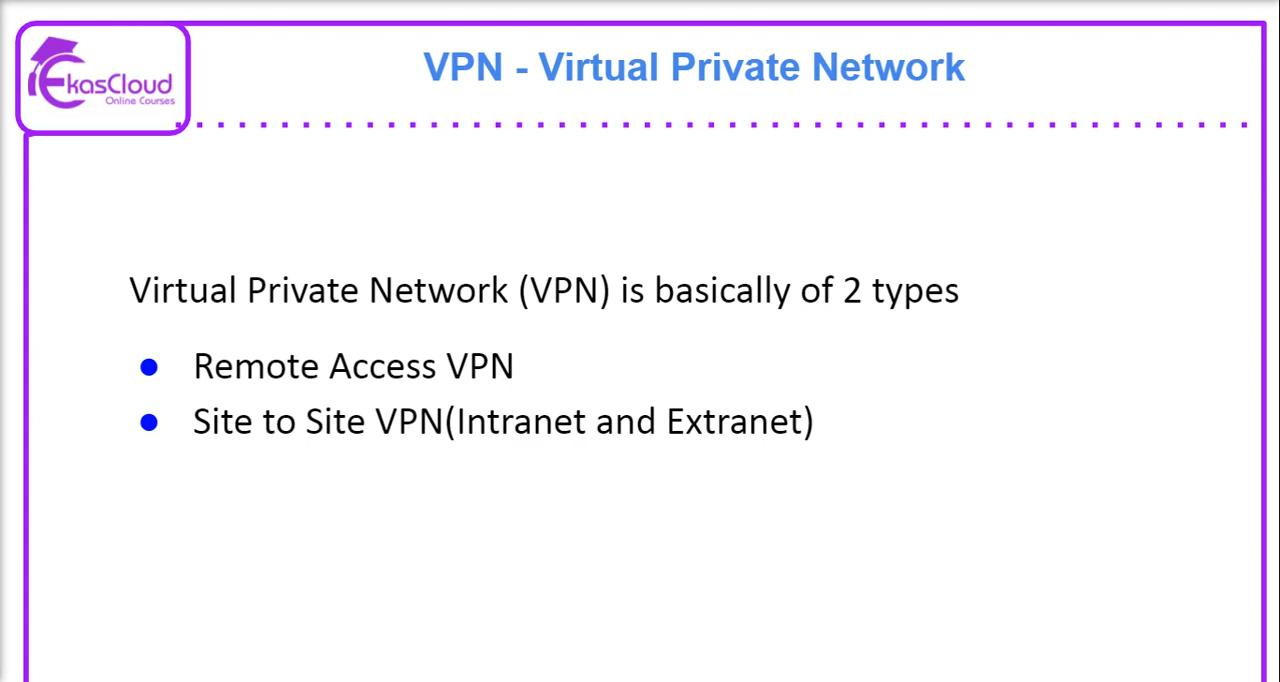 EkasCloud
Online Courses
VPN - Virtual Private Network
Virtual Private Network (VPN) is basically of 2 types
● Remote Access VPN
● Site to Site VPN(Intranet and Extranet)